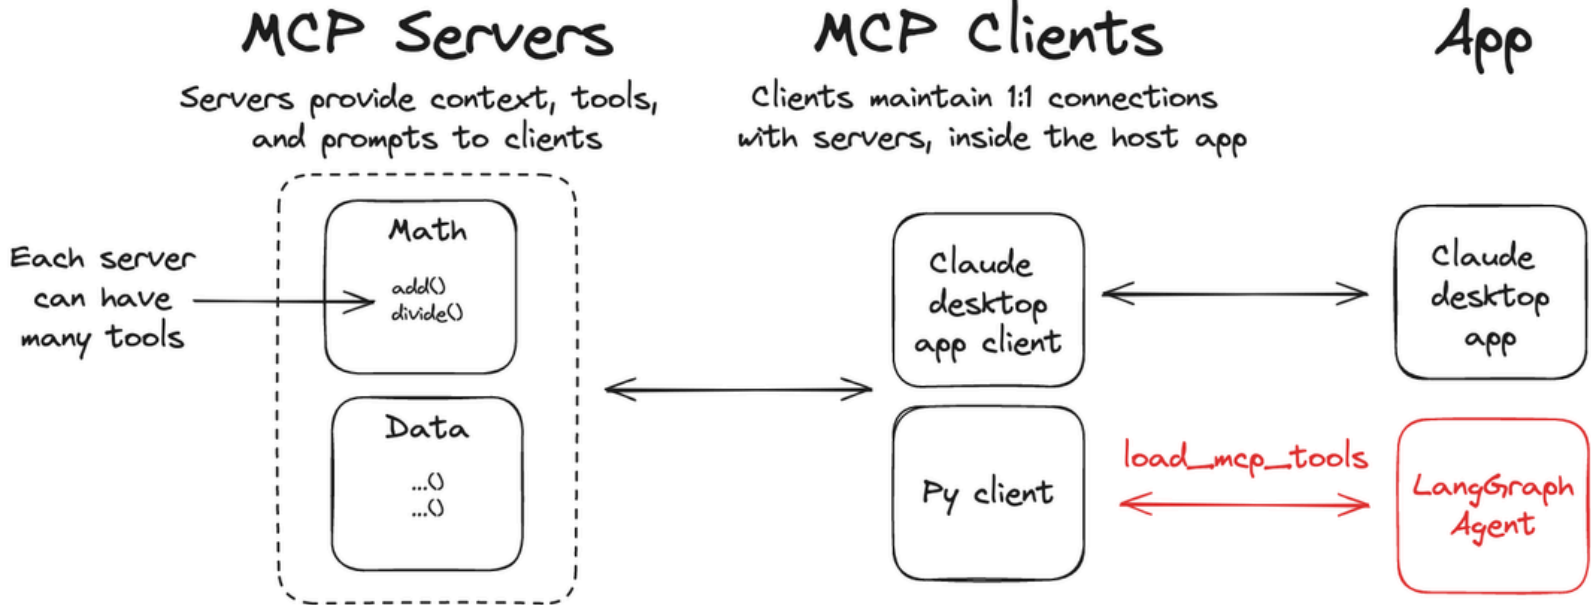 MCP Servers
Servers provide context, tools,
and prompts to clients
Each server
can have
many tools
Math
add()
divide()
Data
...()
...()
MCP Clients
Clients maintain 1:1 connections
with servers, inside the host app
Claude
desktop
app client
Py client
load_mcp_tools
App
Claude
desktop
app
LangGraph
Agent